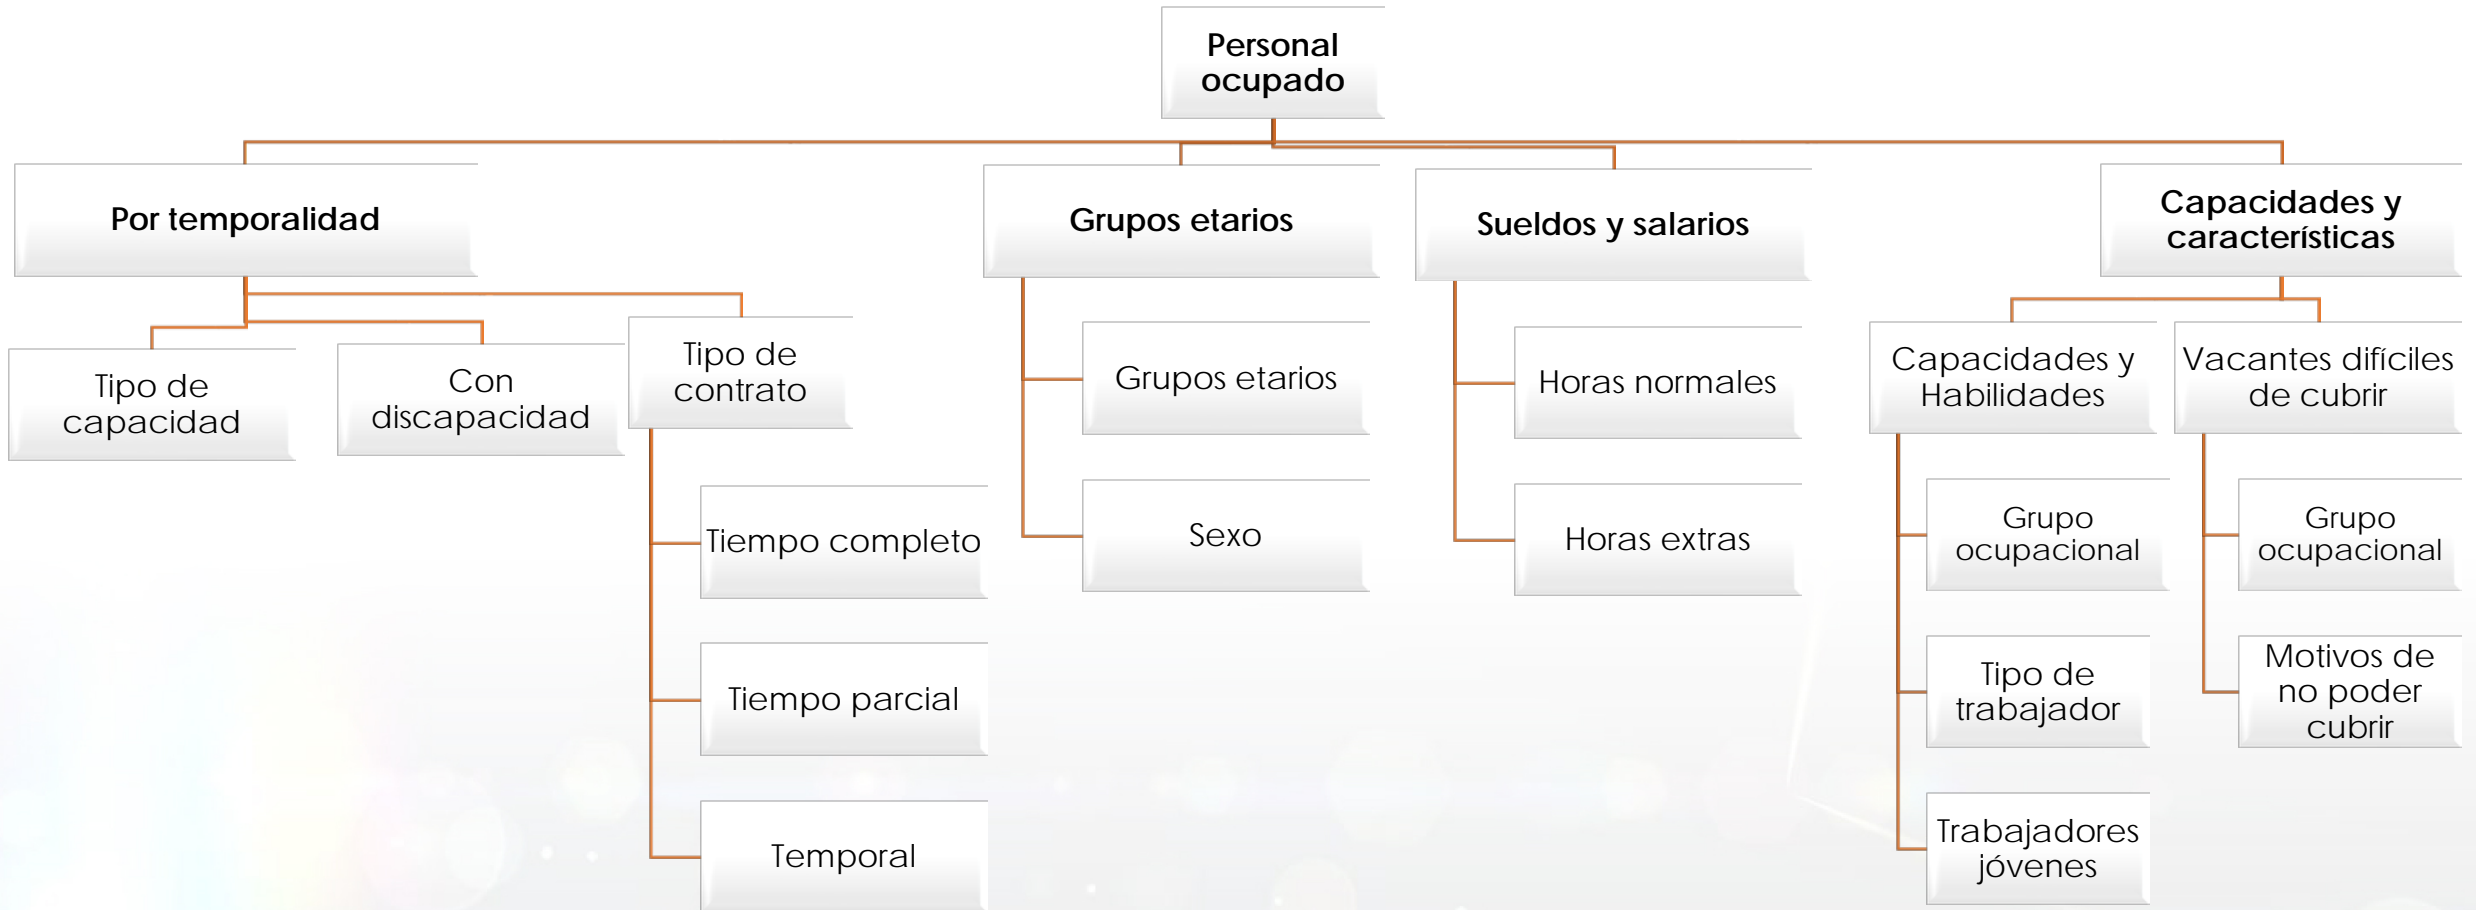 Personal
ocupado
Por temporalidad
Tipo de
capacidad
Con
discapacidad
Tipo de
contrato
Tiempo completo
Tiempo parcial
Temporal
Grupos etarios
Grupos etarios
Sexo
Sueldos y salarios
Horas normales
Horas extras
Capacidades y
características
Capacidades y
Habilidades
Grupo
ocupacional
Tipo de
trabajador
Trabajadores
jóvenes
Vacantes difíciles
de cubrir
Grupo
ocupacional
Motivos de
no poder
cubrir